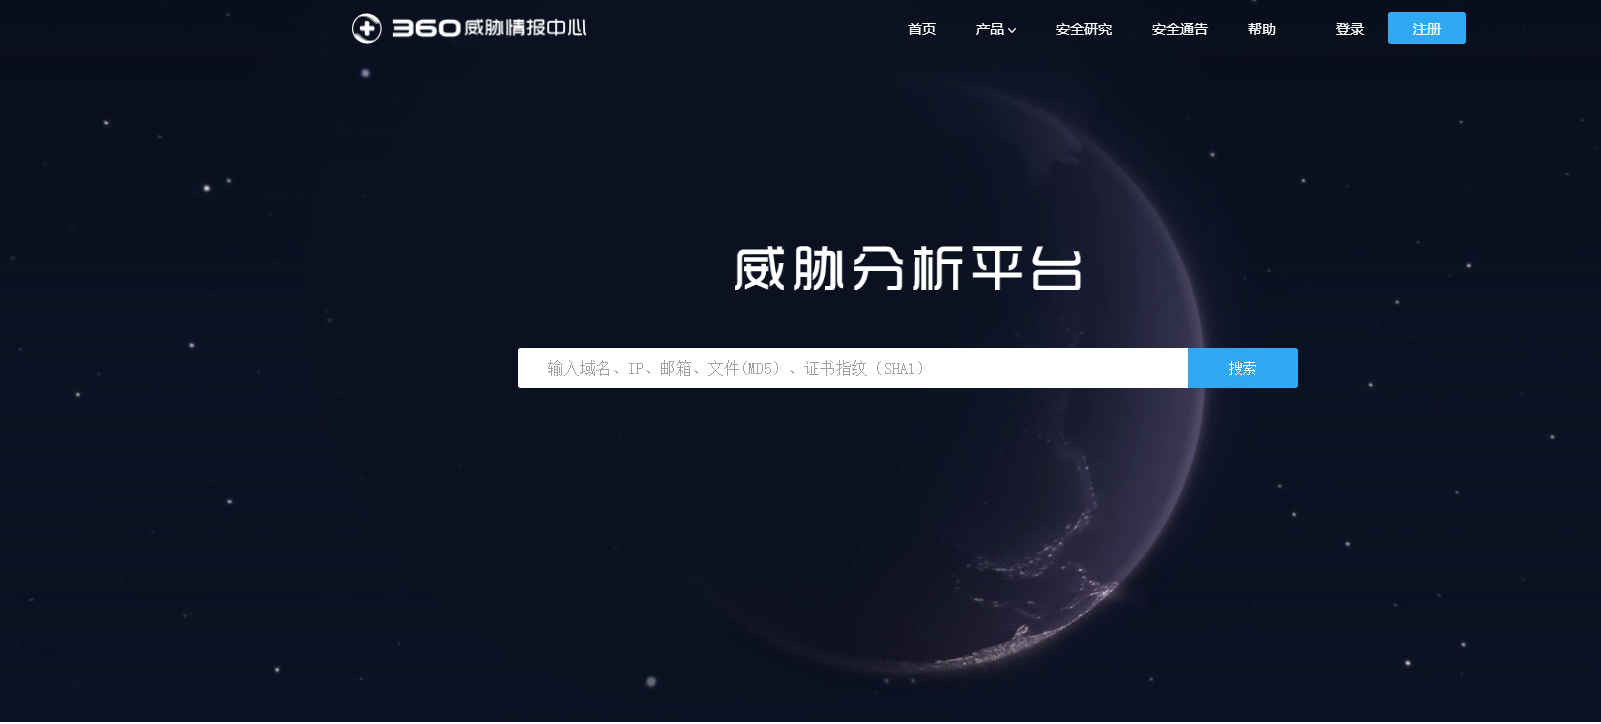 360威胁情报中心 首页 产品 安全研究 安全通告 帮助 登录 注册
威胁分析平台
输入域名、IP、邮箱、文件(MD5)、证书指纹（SHA1） 搜索